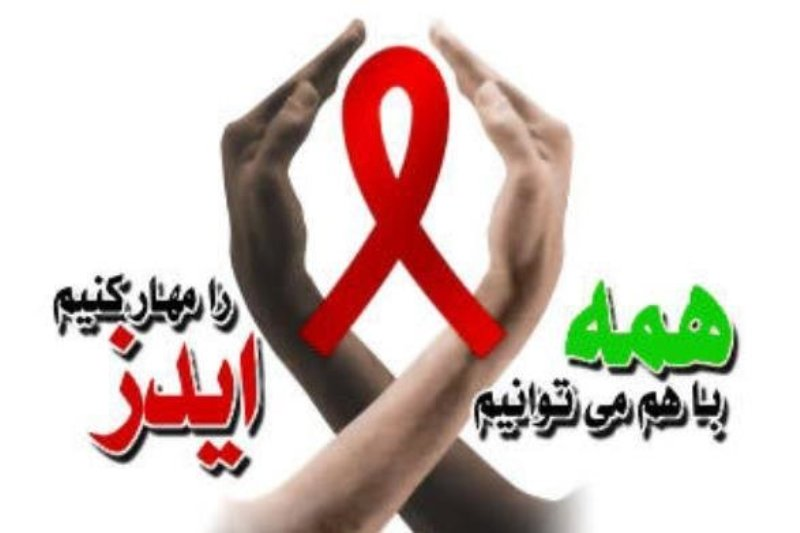 همه
با هم می توانیم
ایدز
را مهار کنیم